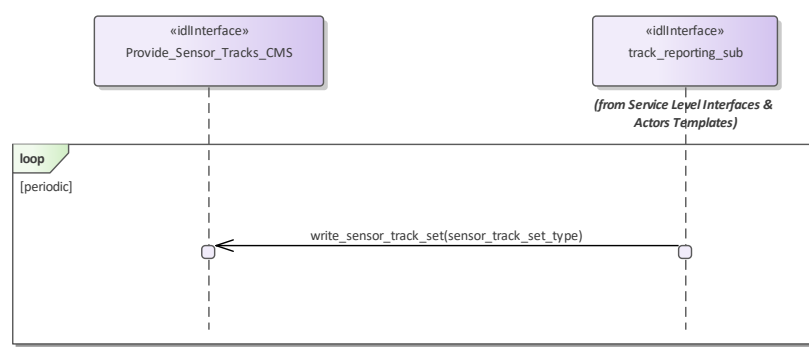 «idlInterface»
Provide_Sensor_Tracks_CMS
«idlInterface»
track_reporting_sub
(from Service Level Interfaces &
Actors Templates)
loop
[periodic]
write_sensor_track_set(sensor_track_set_type)